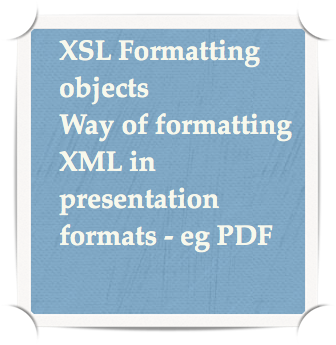 XSL Formatting
objects
Way of formatting
XML in
presentation
formats - eg PDF